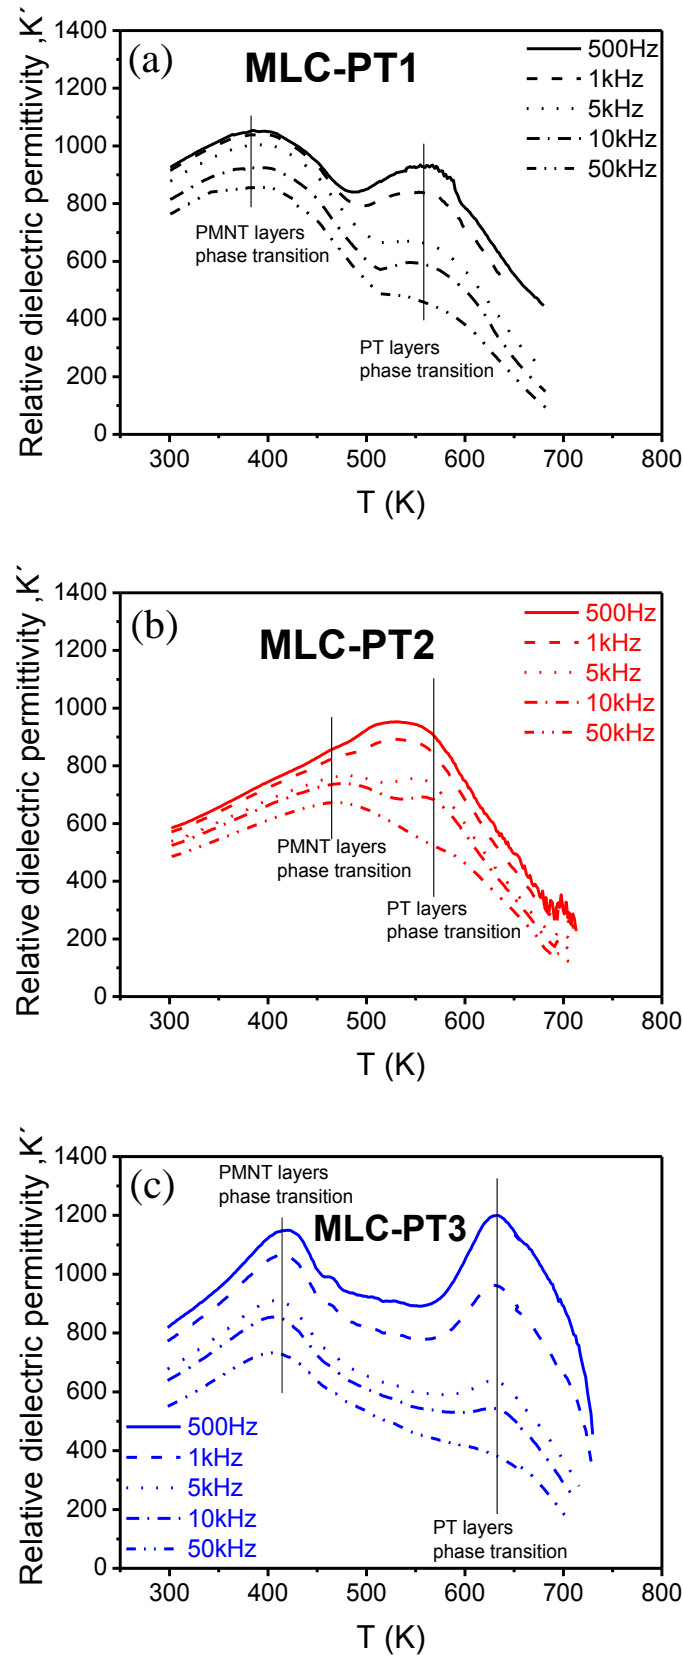 (a)
MLC-PT1
500Hz
1kHz
5kHz
10kHz
50kHz
PMNT layers
phase transition
PT layers
phase transition
Relative dielectric permittivity ,K´
1400
1200
1000
800
600
400
200
0
300 400 500 600 700 800
T (K)
(b)
MLC-PT2
500Hz
1kHz
5kHz
10kHz
50kHz
PMNT layers
phase transition
PT layers
phase transition
Relative dielectric permittivity ,K´
1400
1200
1000
800
600
400
200
0
300 400 500 600 700 800
T (K)
(c)
PMNT layers
phase transition
MLC-PT3
500Hz
1kHz
5kHz
10kHz
50kHz
PT layers
phase transition
Relative dielectric permittivity ,K´
1400
1200
1000
800
600
400
200
0
300 400 500 600 700 800
T (K)